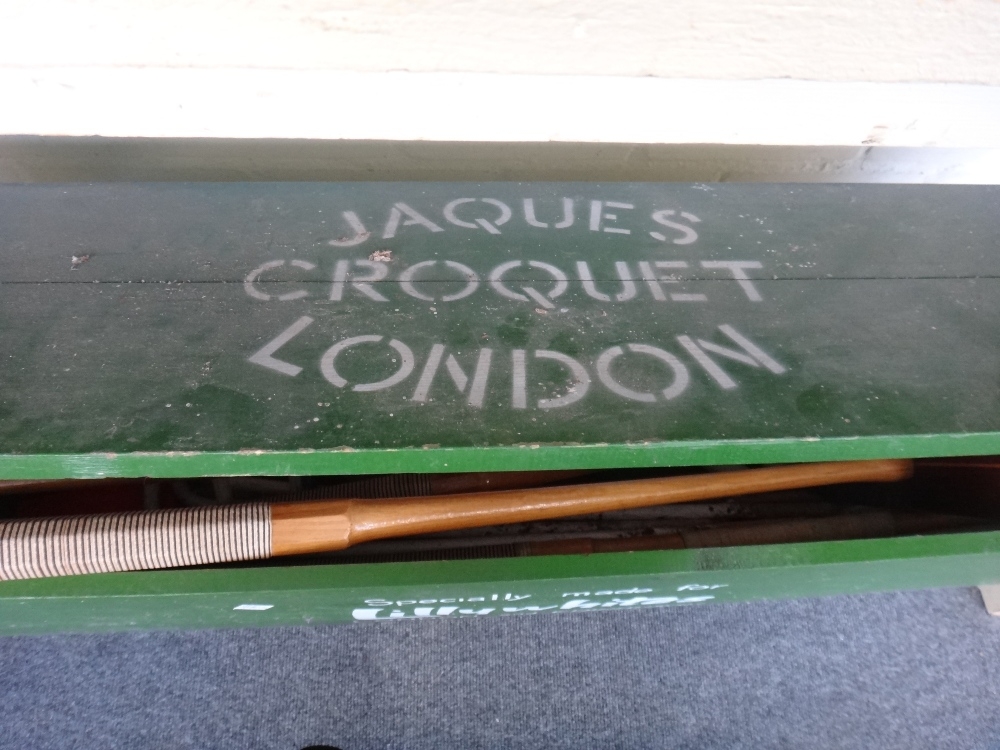 JAQUES
CROQUET
LONDON
Specially made for
Lillywhites